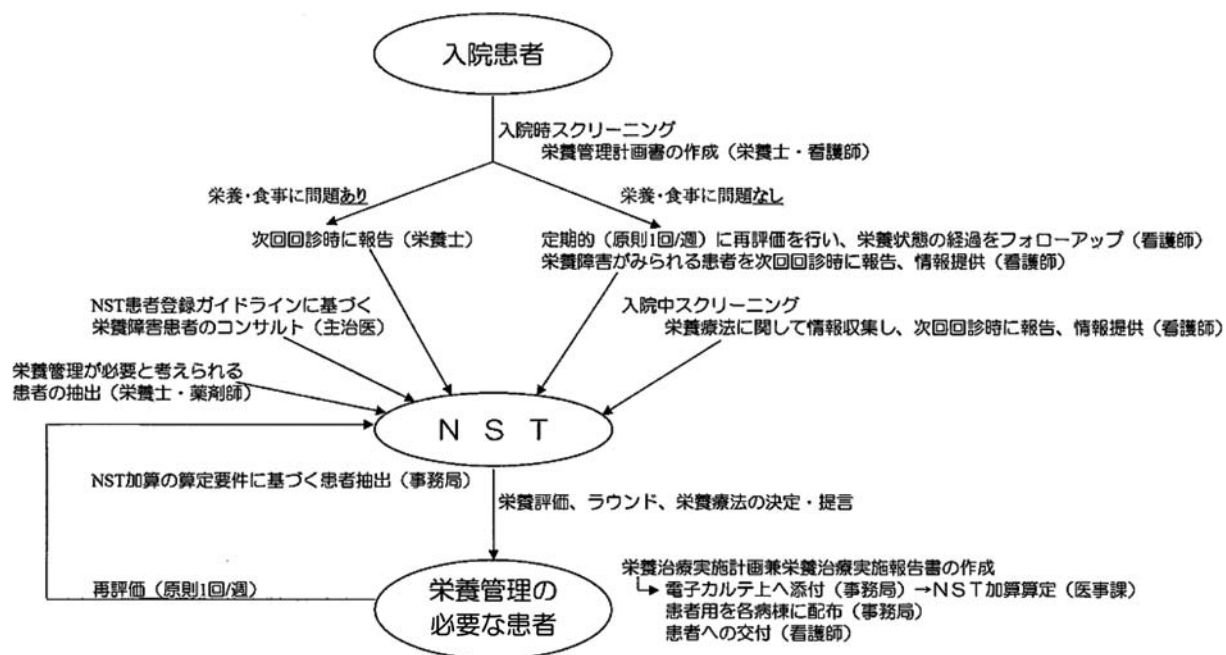 入院患者
入院時スクリーニング
栄養管理計画書の作成（栄養士・看護師）
栄養・食事に問題あり
栄養・食事に問題なし
次回回診時に報告（栄養士）
定期的（原則1回/週）に再評価を行い、栄養状態の経過をフォローアップ（看護師）
栄養障害がみられる患者を次回回診時に報告、情報提供（看護師）
NST患者登録ガイドラインに基づく
栄養障害患者のコンサルト（主治医）
入院中スクリーニング
栄養療法に関して情報収集し、次回回診時に報告、情報提供（看護師）
栄養管理が必要と考えられる
患者の抽出（栄養士・薬剤師）
ＮＳＴ
NST加算の算定要件に基づく患者抽出（事務局）
栄養評価、ラウンド、栄養療法の決定・提言
再評価（原則1回/週）
栄養管理の
必要な患者
栄養治療実施計画兼栄養治療実施報告書の作成
電子カルテ上へ添付（事務局）→ＮＳＴ加算算定（医事課）
患者用を各病棟に配布（事務局）
患者への交付（看護師）